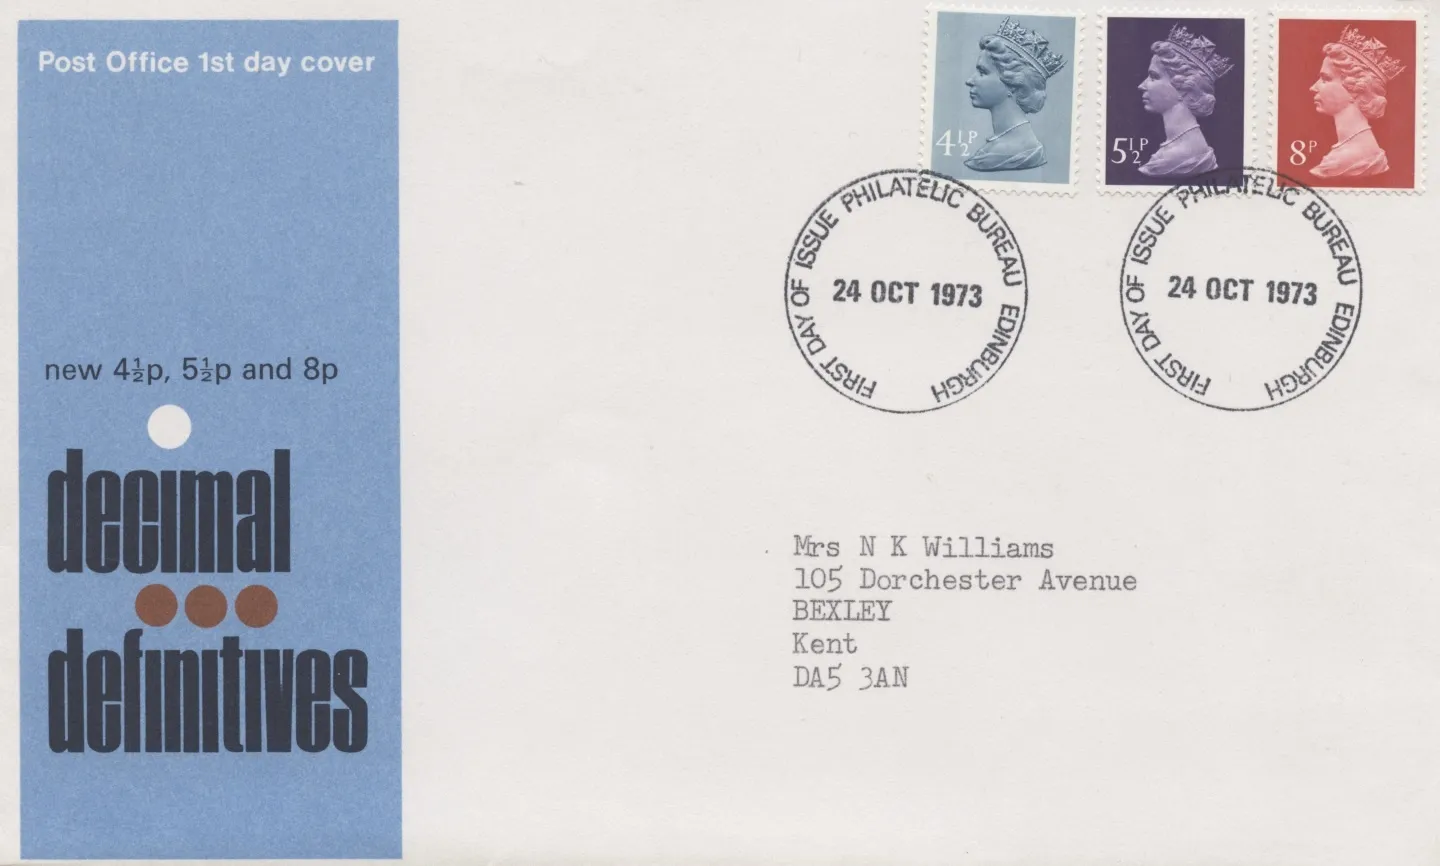 Post Office 1st day cover
new 4½p, 5½p and 8p
decimal
definitives
4½P
5½P
8P
FIRST DAY OF ISSUE PHILATELIC BUREAU EDINBURGH
24 OCT 1973
FIRST DAY OF ISSUE PHILATELIC BUREAU EDINBURGH
24 OCT 1973
Mrs N K Williams
105 Dorchester Avenue
BEXLEY
Kent
DA5 3AN